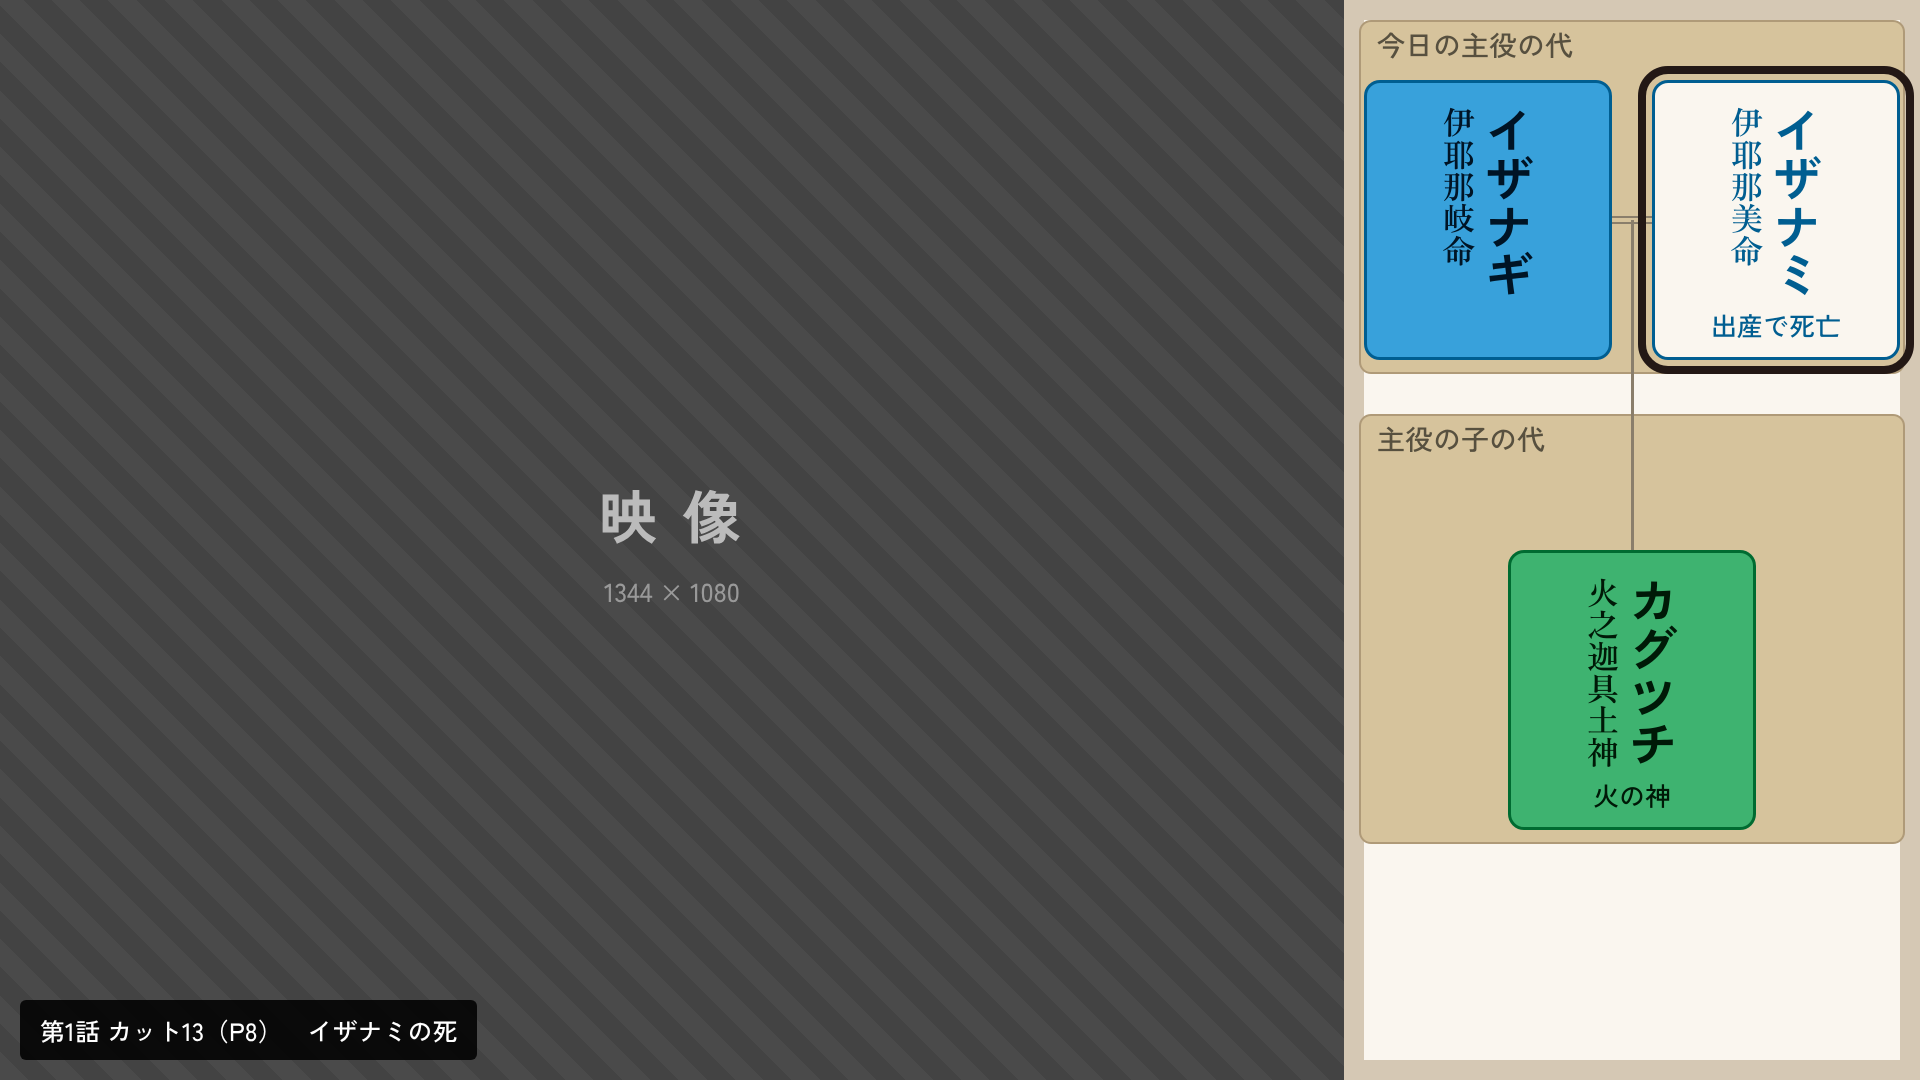 映像
1344 × 1080
第1話 カット13（P8）　イザナミの死
今日の主役の代
イザナギ
伊耶那岐命
イザナミ
伊耶那美命
出産で死亡
主役の子の代
カグツチ
火之迦具土神
火の神